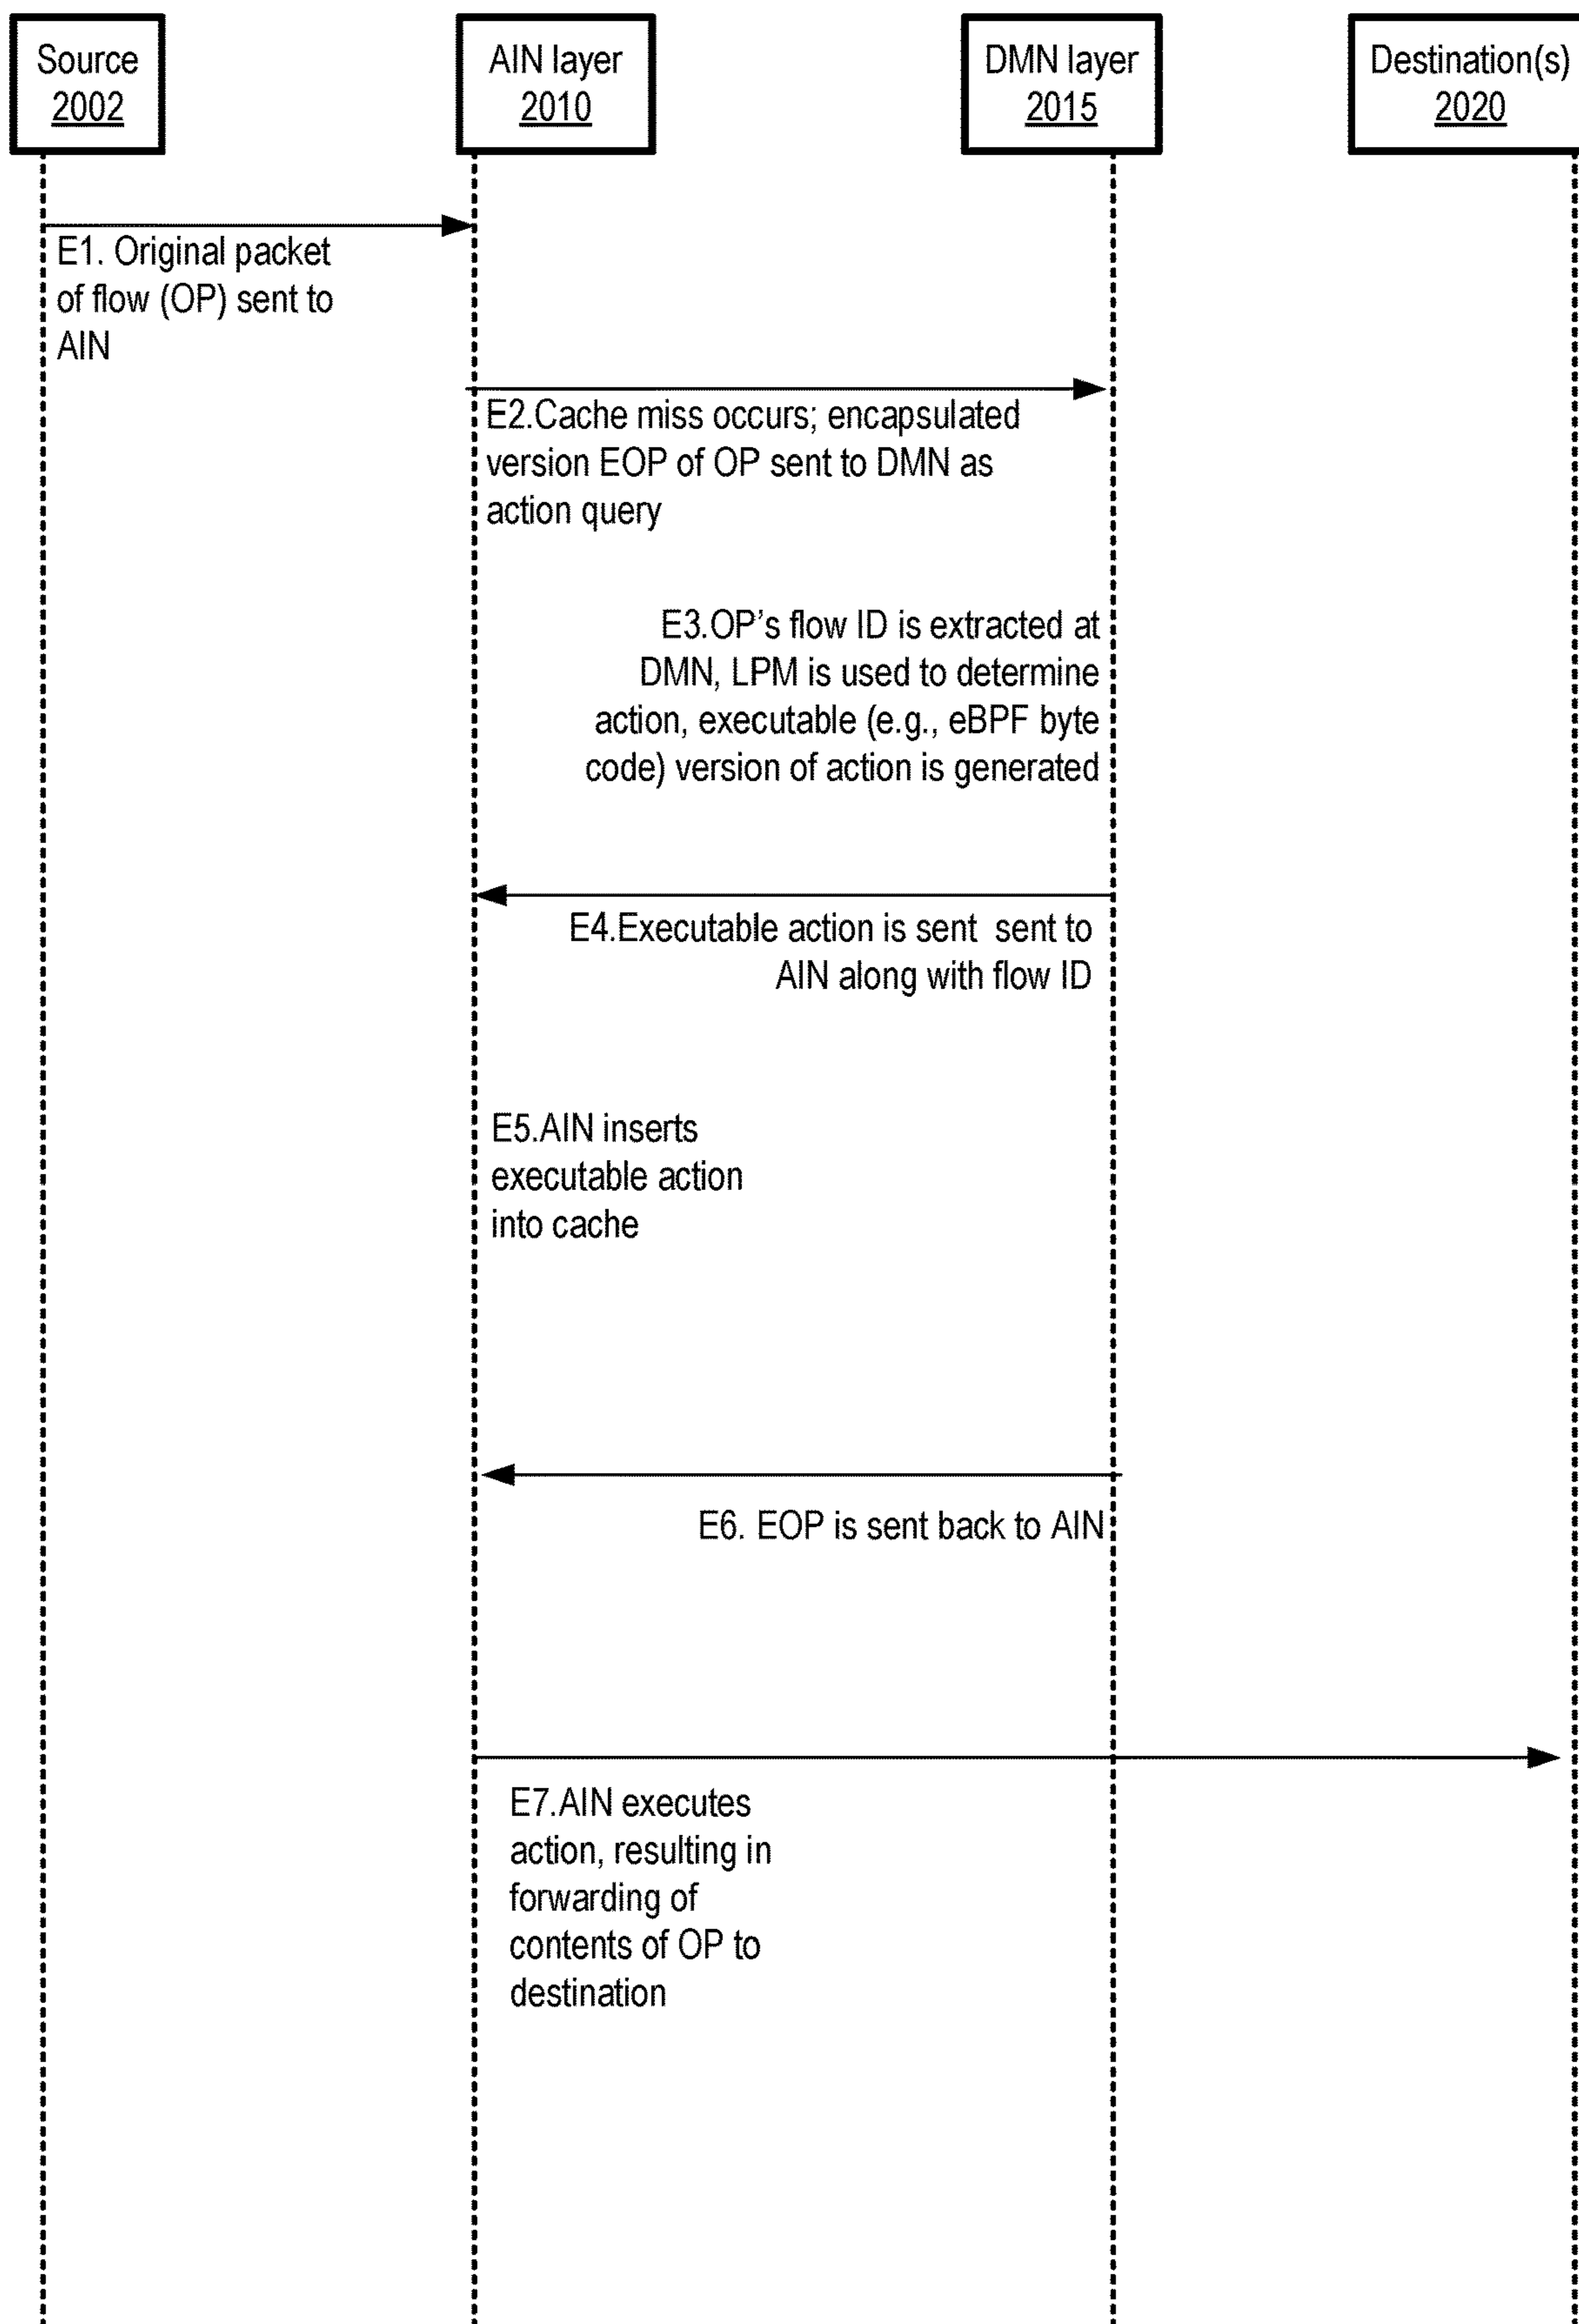 Source
2002
AIN layer
2010
DMN layer
2015
Destination(s)
2020
E1. Original packet
of flow (OP) sent to
AIN
E2.Cache miss occurs; encapsulated
version EOP of OP sent to DMN as
action query
E3.OP's flow ID is extracted at
DMN, LPM is used to determine
action, executable (e.g., eBPF byte
code) version of action is generated
E4.Executable action is sent  sent to
AIN along with flow ID
E5.AIN inserts
executable action
into cache
E6. EOP is sent back to AIN
E7.AIN executes
action, resulting in
forwarding of
contents of OP to
destination